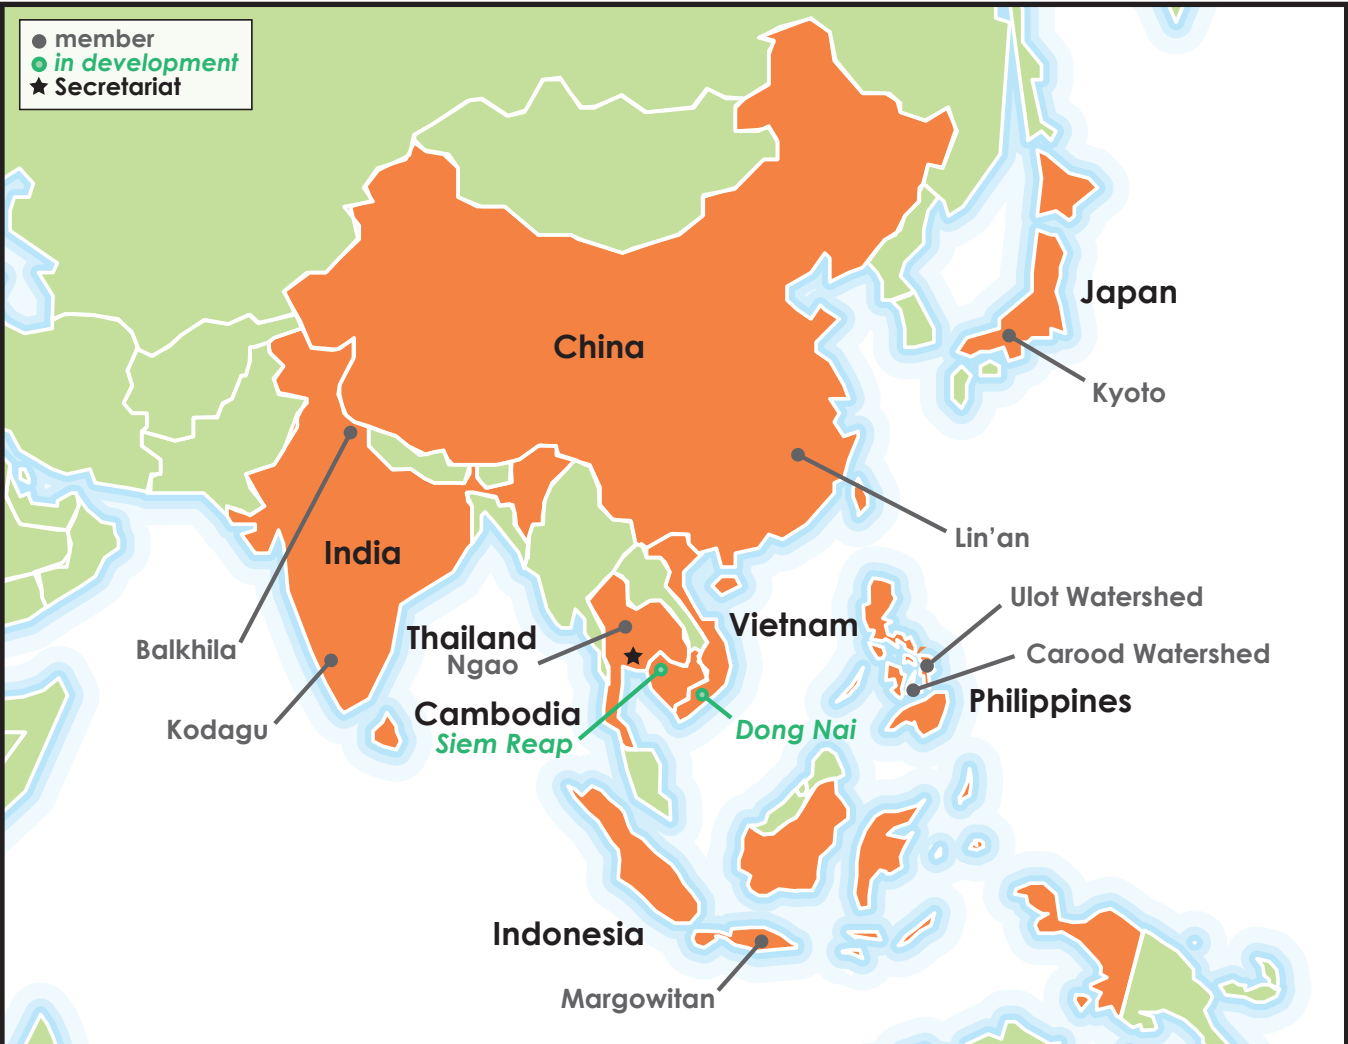 member
in development
Secretariat
Japan
China
Kyoto
Lin’an
India
Ulot Watershed
Vietnam
Thailand
Balkhila
Ngao
Carood Watershed
Philippines
Cambodia
Kodagu
Siem Reap
Dong Nai
Indonesia
Margowitan